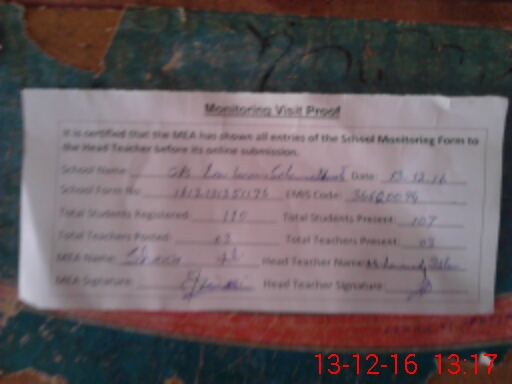 Monitoring Visit Proof
It is certified that the MEA has shown all entries of the School Monitoring Form to
the Head Teacher before its online submission.
School Name: Date: 13.12.16
School Form No: EMIS Code:
Total Students Registered: 110 Total Students Present: 107
Total Teachers Posted: 03 Total Teachers Present: 03
MEA Name: Head Teacher Name:
MEA Signature: Head Teacher Signature:
13-12-16 13:17